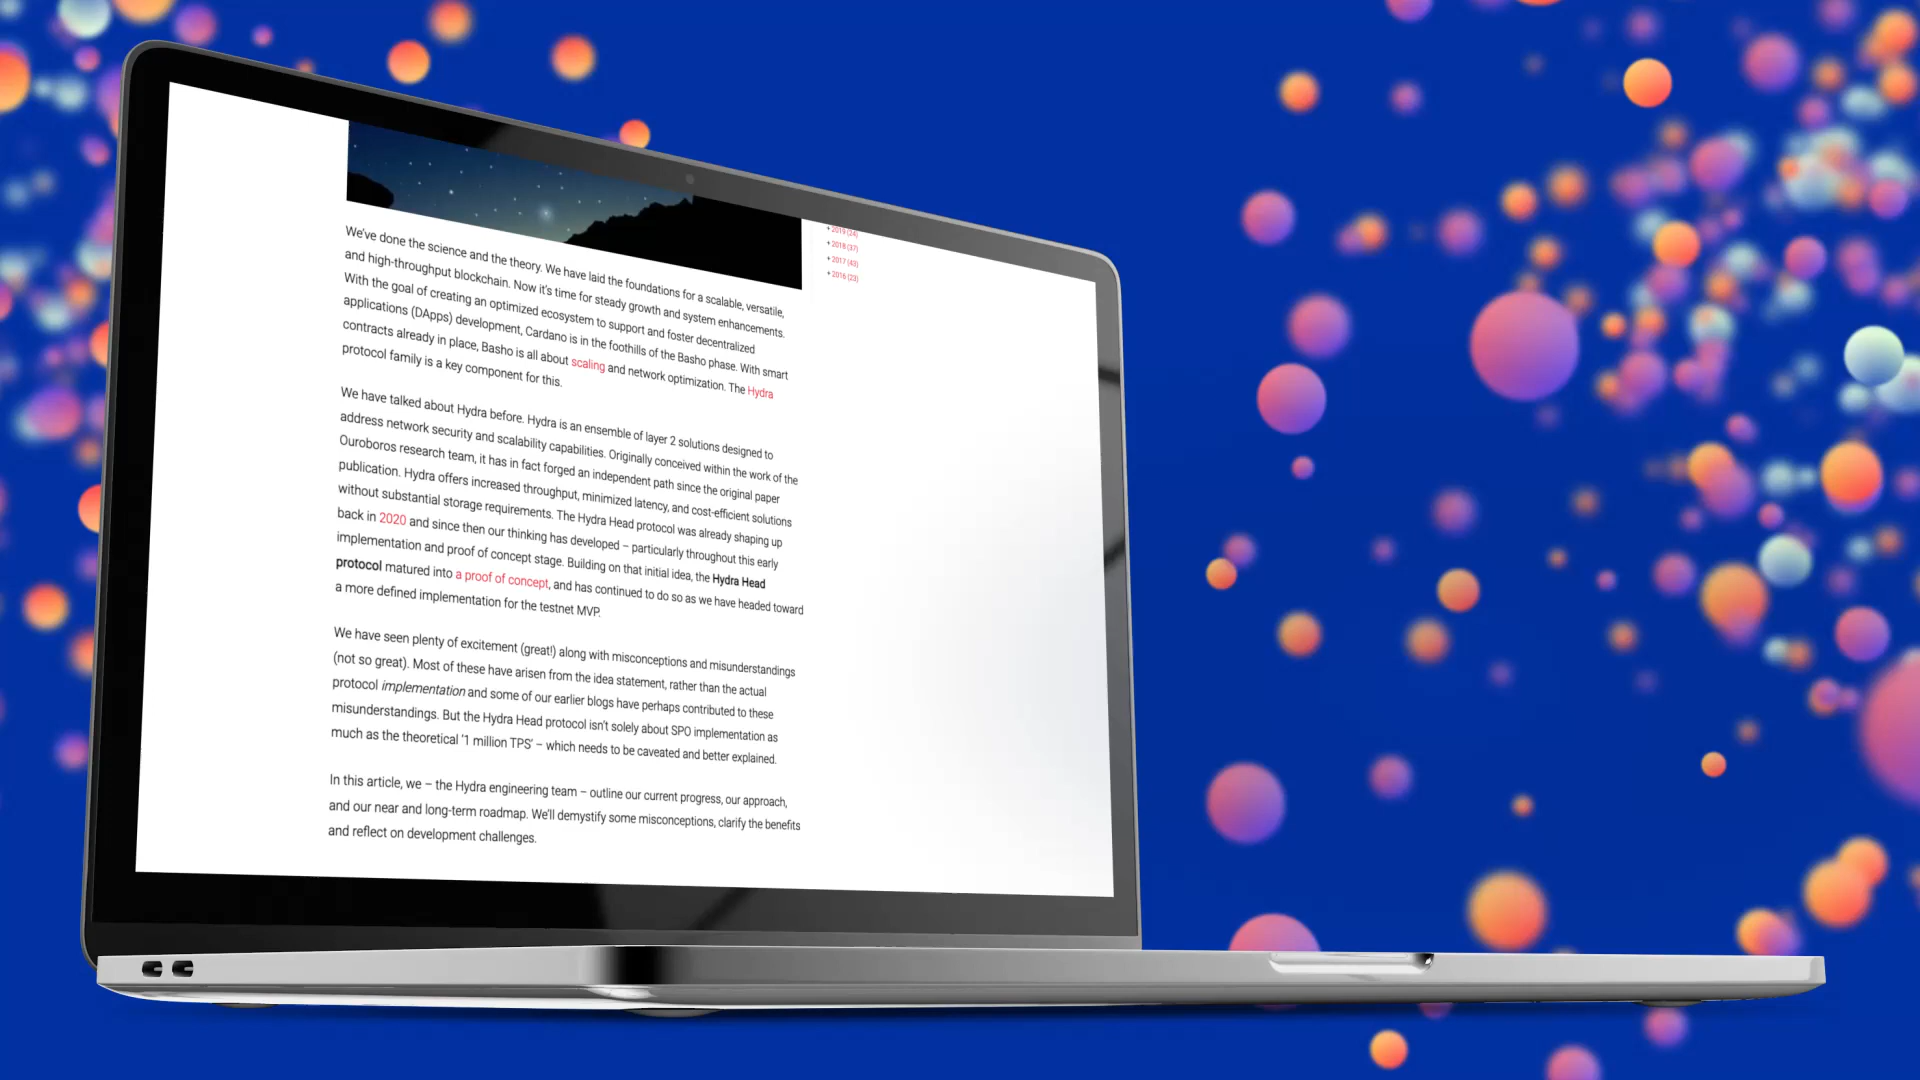 We've done the science and the theory. We have laid the foundations for a scalable, versatile,
and high-throughput blockchain. Now it's time for steady growth and system enhancements.
With the goal of creating an optimized ecosystem to support and foster decentralized
applications (DApps) development, Cardano is in the foothills of the Basho phase. With smart
contracts already in place, Basho is all about scaling and network optimization. The Hydra
protocol family is a key component for this.
We have talked about Hydra before. Hydra is an ensemble of layer 2 solutions designed to
address network security and scalability capabilities. Originally conceived within the work of the
Ouroboros research team, it has in fact forged an independent path since the original paper
publication. Hydra offers increased throughput, minimized latency, and cost-efficient solutions
without substantial storage requirements. The Hydra Head protocol was already shaping up
back in 2020 and since then our thinking has developed – particularly throughout this early
implementation and proof of concept stage. Building on that initial idea, the Hydra Head
protocol matured into a proof of concept, and has continued to do so as we have headed toward
a more defined implementation for the testnet MVP.
We have seen plenty of excitement (great!) along with misconceptions and misunderstandings
(not so great). Most of these have arisen from the idea statement, rather than the actual
protocol implementation and some of our earlier blogs have perhaps contributed to these
misunderstandings. But the Hydra Head protocol isn't solely about SPO implementation as
much as the theoretical '1 million TPS' – which needs to be caveated and better explained.
In this article, we – the Hydra engineering team – outline our current progress, our approach,
and our near and long-term roadmap. We'll demystify some misconceptions, clarify the benefits
and reflect on development challenges.
+ 2019 (24)
+ 2018 (37)
+ 2017 (43)
+ 2016 (23)